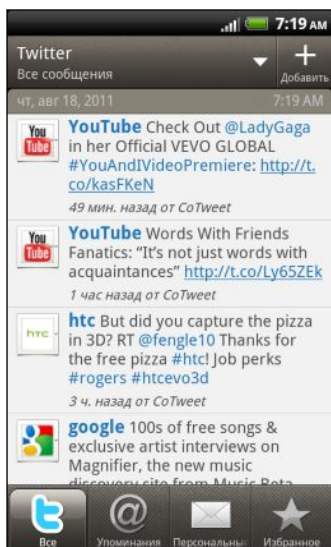 7:19 AM
Twitter
Все сообщения
Добавить
чт, авг 18, 2011 7:19 AM
You Tube
YouTube Check Out @LadyGaga
in her Official VEVO GLOBAL
#YouAndIVideoPremiere: http://t.
co/kasFKeN
49 мин. назад от CoTweet
You Tube
YouTube Words With Friends
Fanatics: “It's not just words with
acquaintances” http://t.co/Ly65ZEk
1 час назад от CoTweet
hTC
htc But did you capture the pizza
in 3D? RT @fengle10 Thanks for
the free pizza #htc! Job perks
#rogers #htcevo3d
3 ч. назад от CoTweet
google 100s of free songs &
exclusive artist interviews on
Magnifier, the new music
discovery site from Music Beta
Все Упоминания Персональны Избранное